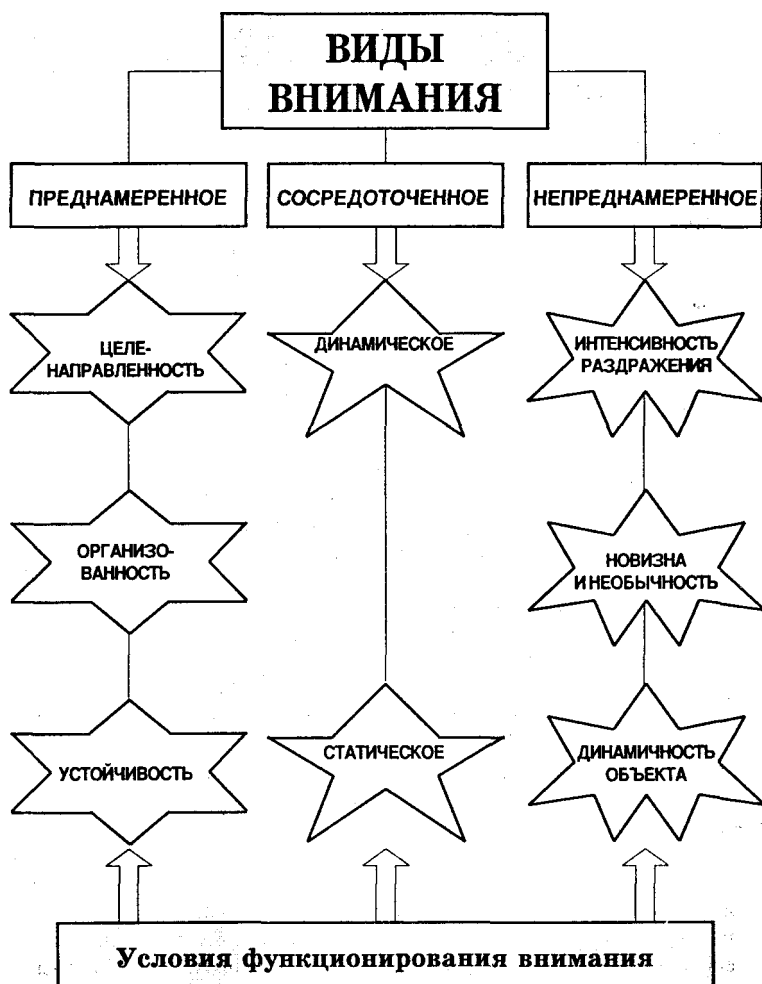 ВИДЫ
ВНИМАНИЯ
ПРЕДНАМЕРЕННОЕ
СОСРЕДОТОЧЕННОЕ
НЕПРЕДНАМЕРЕННОЕ
ЦЕЛЕ-
НАПРАВЛЕННОСТЬ
ДИНАМИЧЕСКОЕ
ИНТЕНСИВНОСТЬ
РАЗДРАЖЕНИЯ
ОРГАНИЗО-
ВАННОСТЬ
НОВИЗНА
И НЕОБЫЧНОСТЬ
УСТОЙЧИВОСТЬ
СТАТИЧЕСКОЕ
ДИНАМИЧНОСТЬ
ОБЪЕКТА
Условия функционирования внимания